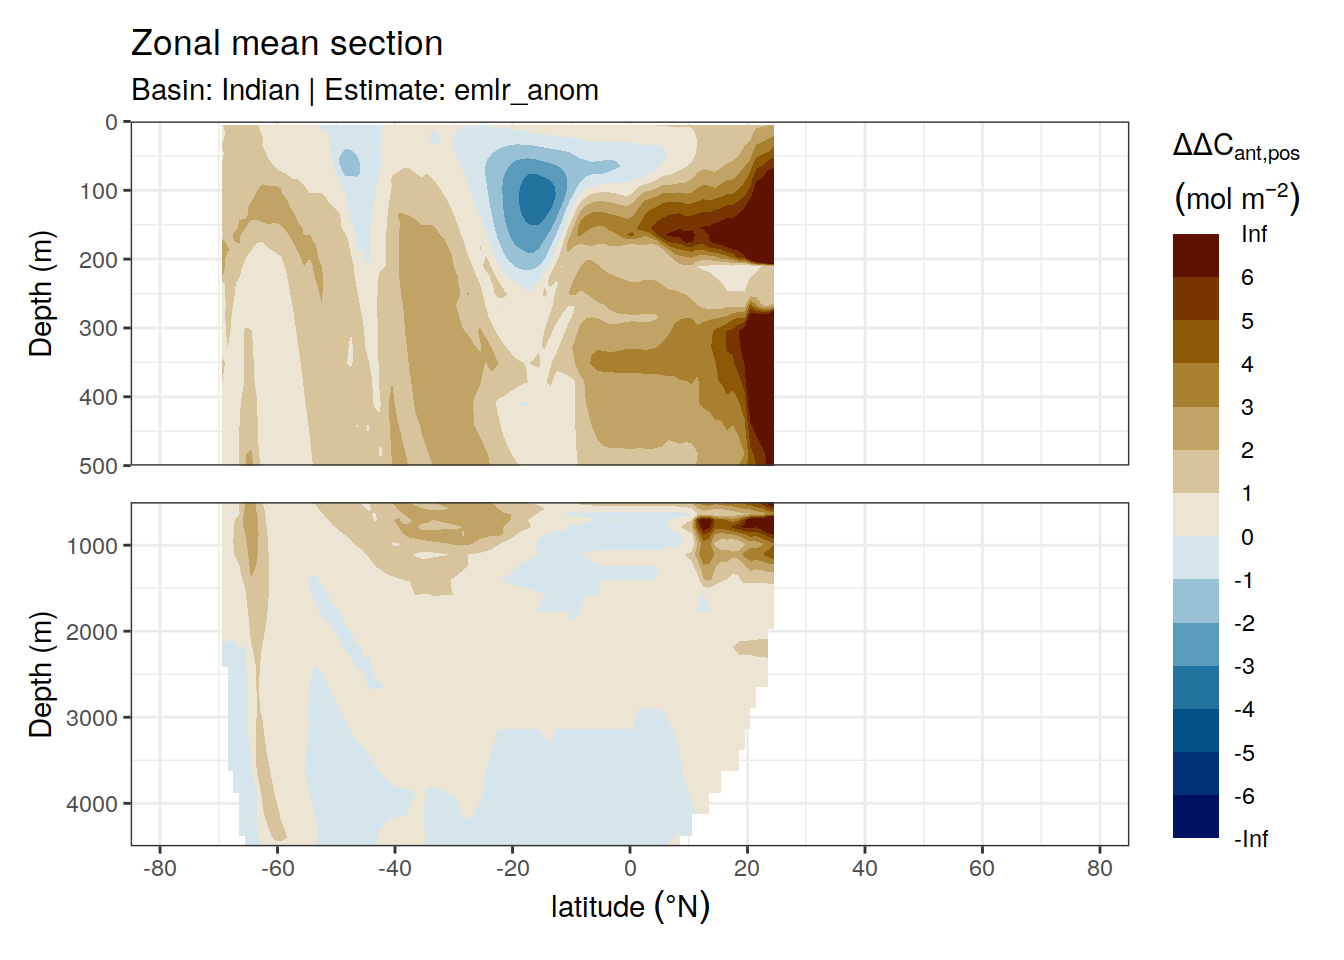 Zonal mean section
Basin: Indian | Estimate: emlr_anom
ΔΔC_ant,pos
(mol m⁻²)
Inf
6
5
4
3
2
1
0
-1
-2
-3
-4
-5
-6
-Inf
Depth (m)
0
100
200
300
400
500
Depth (m)
1000
2000
3000
4000
-80 -60 -40 -20 0 20 40 60 80
latitude (°N)